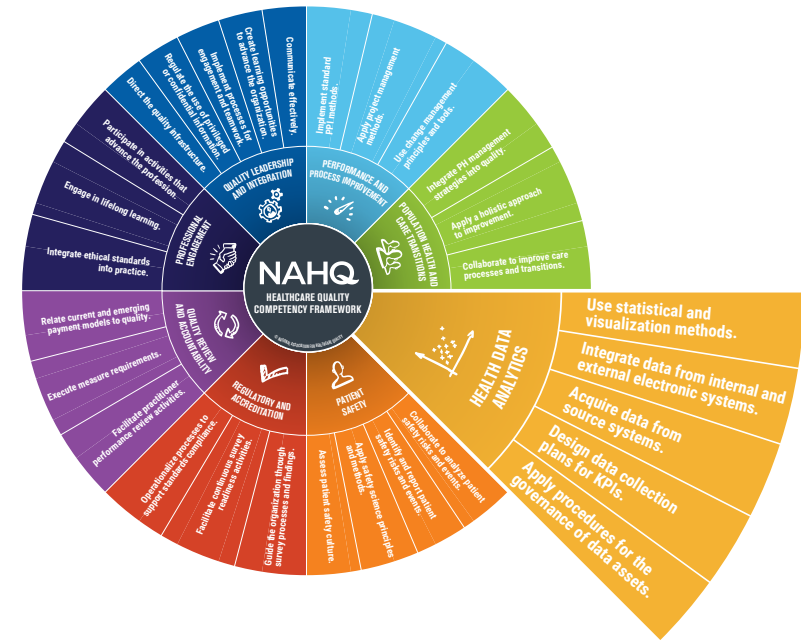 NAHQ
HEALTHCARE QUALITY
COMPETENCY FRAMEWORK
PERFORMANCE AND
PROCESS IMPROVEMENT
Implement standard
PPI methods.
Apply project management
methods.
Use change management
principles and tools.
POPULATION HEALTH AND
CARE TRANSITIONS
Integrate PH management
strategies into quality.
Apply a holistic approach
to improvement.
Collaborate to improve care
processes and transitions.
HEALTH DATA
ANALYTICS
Use statistical and
visualization methods.
Integrate data from internal and
external electronic systems.
Acquire data from
source systems.
Design data collection
plans for KPIs.
Apply procedures for the
governance of data assets.
PATIENT
SAFETY
Collaborate to analyze patient
safety risks and events.
Identify and report patient
safety risks and events.
Apply safety science principles
and methods.
Assess patient safety culture.
REGULATORY AND
ACCREDITATION
Guide the organization through
survey processes and findings.
Facilitate continuous survey
readiness activities.
Operationalize processes to
support standards compliance.
QUALITY REVIEW
AND ACCOUNTABILITY
Facilitate practitioner
performance review activities.
Execute measure requirements.
Relate current and emerging
payment models to quality.
PROFESSIONAL
ENGAGEMENT
Integrate ethical standards
into practice.
Engage in lifelong learning.
Participate in activities that
advance the profession.
QUALITY LEADERSHIP
AND INTEGRATION
Direct the quality infrastructure.
Regulate the use of privileged
or confidential information.
Implement processes for
engagement and teamwork.
Create learning opportunities
to advance the organization.
Communicate effectively.